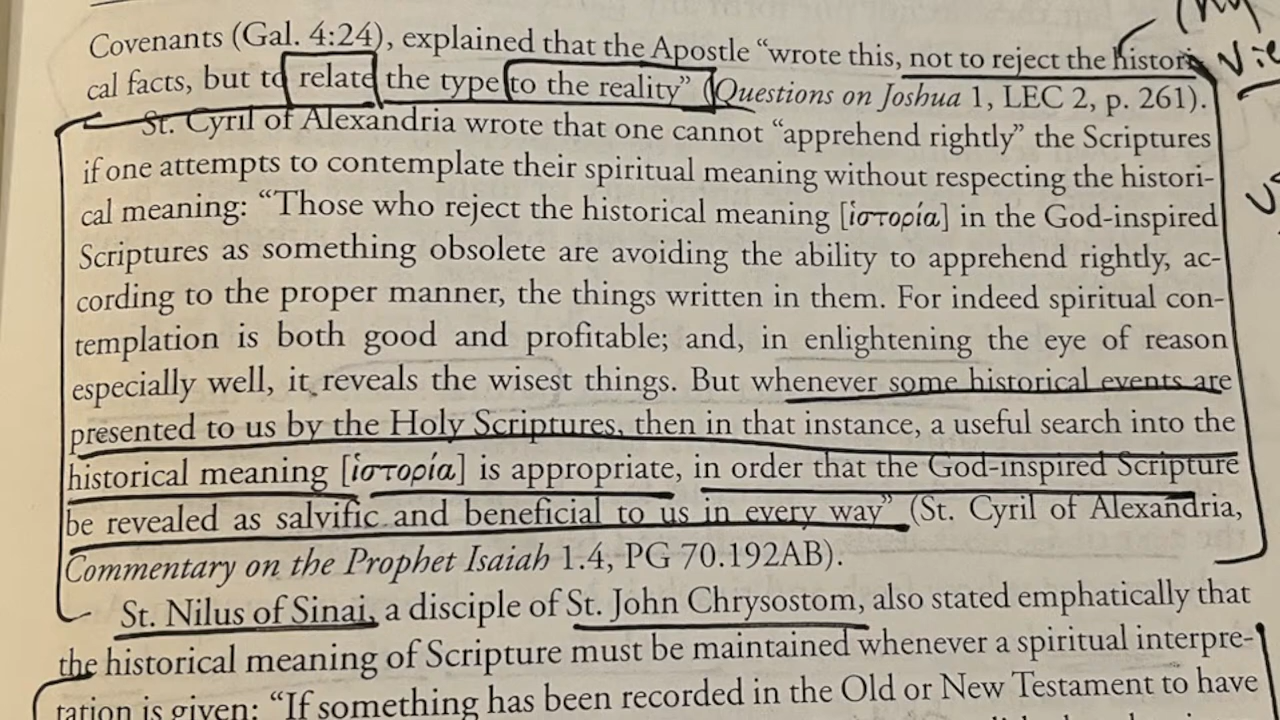 Covenants (Gal. 4:24), explained that the Apostle “wrote this, not to reject the histori-
cal facts, but to relate the type to the reality” (Questions on Joshua 1, LEC 2, p. 261).
St. Cyril of Alexandria wrote that one cannot “apprehend rightly” the Scriptures
if one attempts to contemplate their spiritual meaning without respecting the histori-
cal meaning: “Those who reject the historical meaning [ἱστορία] in the God-inspired
Scriptures as something obsolete are avoiding the ability to apprehend rightly, ac-
cording to the proper manner, the things written in them. For indeed spiritual con-
templation is both good and profitable; and, in enlightening the eye of reason
especially well, it reveals the wisest things. But whenever some historical events are
presented to us by the Holy Scriptures, then in that instance, a useful search into the
historical meaning [ἱστορία] is appropriate, in order that the God-inspired Scripture
be revealed as salvific and beneficial to us in every way” (St. Cyril of Alexandria,
Commentary on the Prophet Isaiah 1.4, PG 70.192AB).
St. Nilus of Sinai, a disciple of St. John Chrysostom, also stated emphatically that
the historical meaning of Scripture must be maintained whenever a spiritual interpre-
tation is given: “If something has been recorded in the Old or New Testament to have